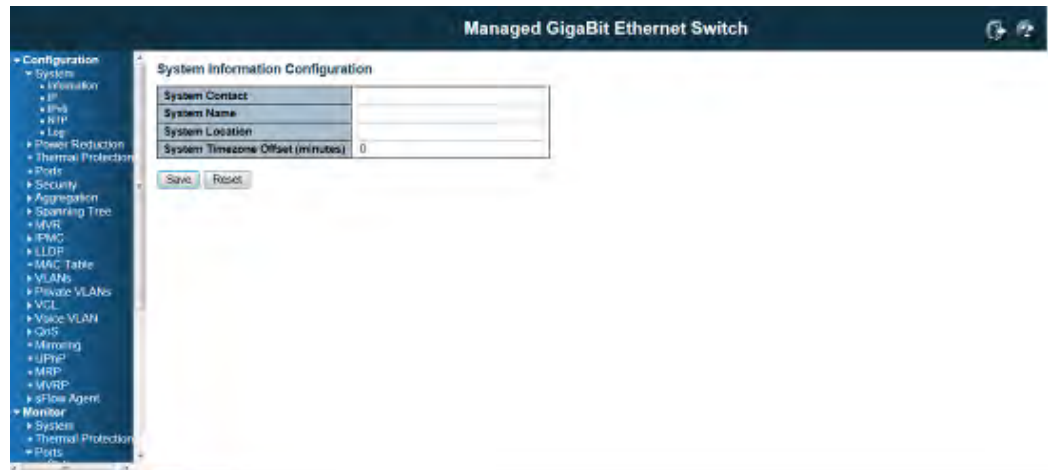 Managed GigaBit Ethernet Switch
Configuration
System
Information
IP
IPv6
NTP
Log
Power Reduction
Thermal Protection
Ports
Security
Aggregation
Spanning Tree
MVR
IPMC
LLDP
MAC Table
VLANs
Private VLANs
VCL
Voice VLAN
QoS
Mirroring
UPnP
MRP
MVRP
sFlow Agent
Monitor
System
Thermal Protection
Ports
System Information Configuration
System Contact
System Name
System Location
System Timezone Offset (minutes) 0
Save Reset